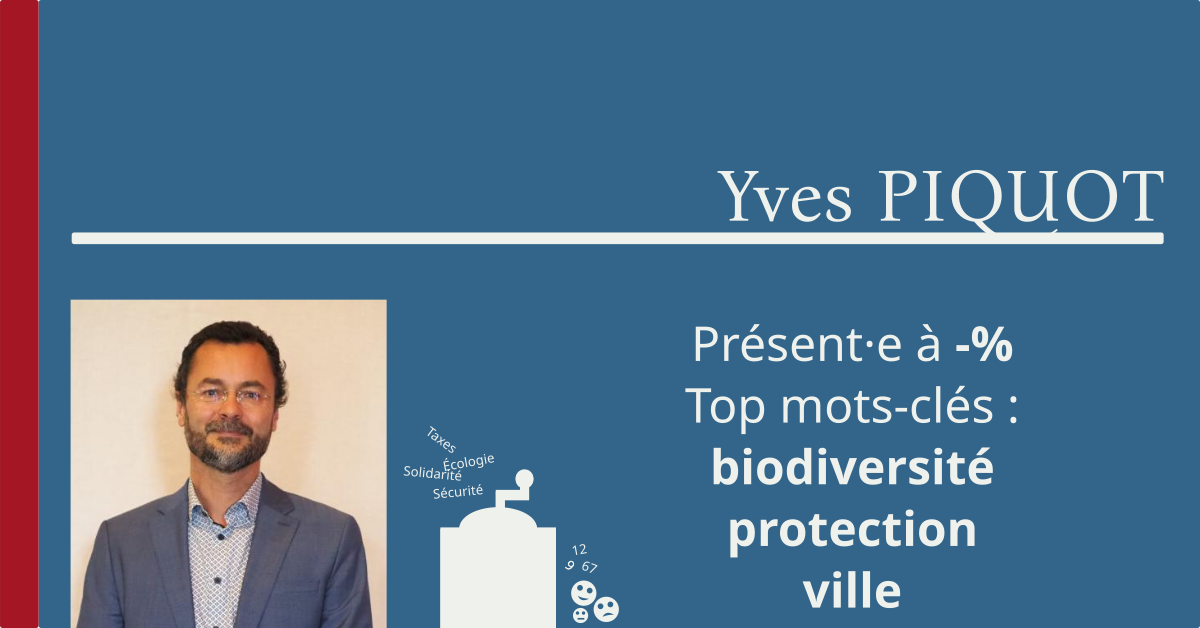 Yves PIQUOT
Présent·e à -%
Top mots-clés :
biodiversité
protection
ville
Taxes
Écologie
Solidarité
Sécurité
12
9 67